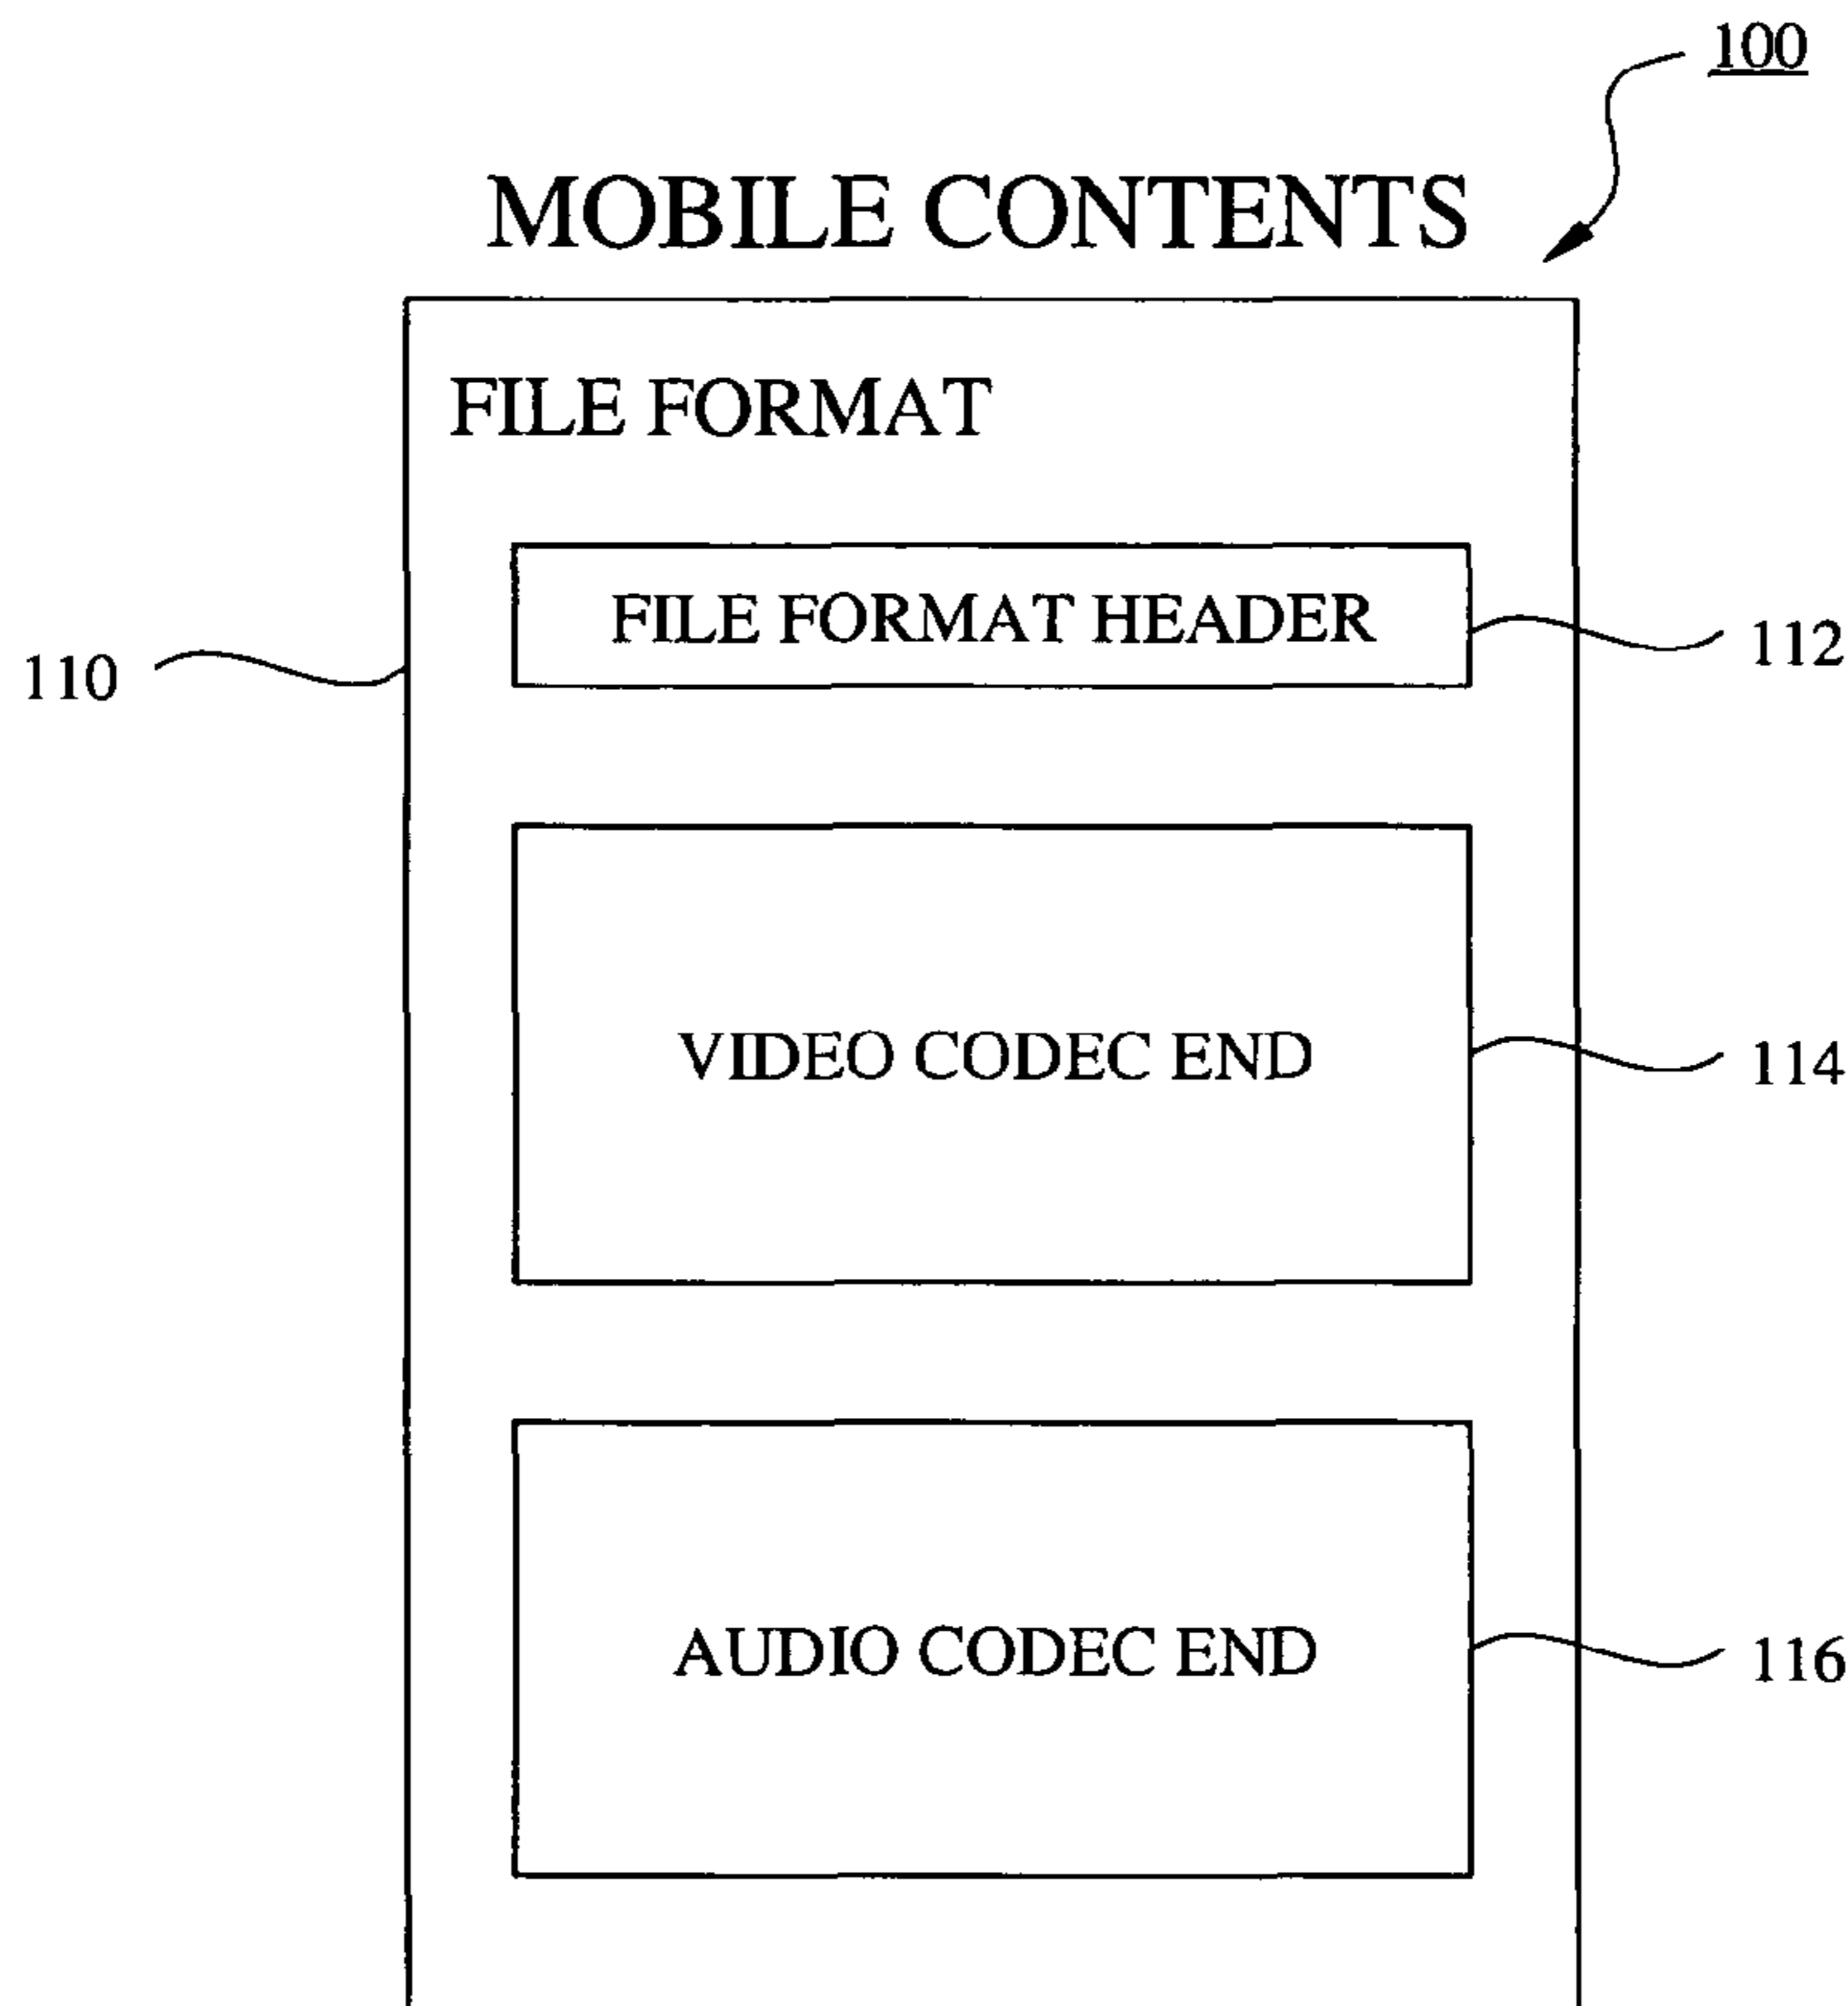 100
MOBILE CONTENTS
FILE FORMAT
FILE FORMAT HEADER
112
110
VIDEO CODEC END
114
AUDIO CODEC END
116